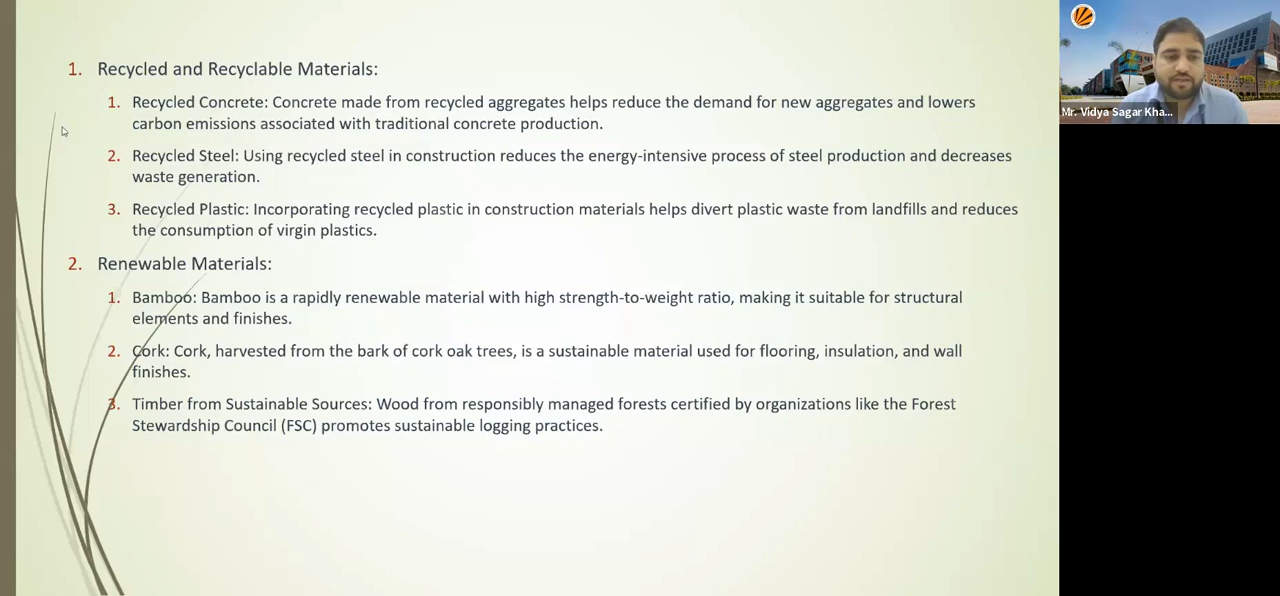 1. Recycled and Recyclable Materials:
1. Recycled Concrete: Concrete made from recycled aggregates helps reduce the demand for new aggregates and lowers
carbon emissions associated with traditional concrete production.
2. Recycled Steel: Using recycled steel in construction reduces the energy-intensive process of steel production and decreases
waste generation.
3. Recycled Plastic: Incorporating recycled plastic in construction materials helps divert plastic waste from landfills and reduces
the consumption of virgin plastics.
2. Renewable Materials:
1. Bamboo: Bamboo is a rapidly renewable material with high strength-to-weight ratio, making it suitable for structural
elements and finishes.
2. Cork: Cork, harvested from the bark of cork oak trees, is a sustainable material used for flooring, insulation, and wall
finishes.
3. Timber from Sustainable Sources: Wood from responsibly managed forests certified by organizations like the Forest
Stewardship Council (FSC) promotes sustainable logging practices.
Mr. Vidya Sagar Kha...